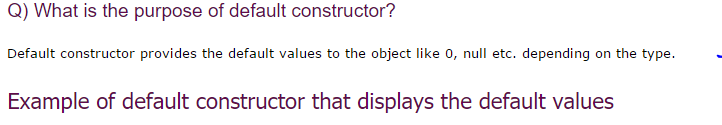 Q) What is the purpose of default constructor?
Default constructor provides the default values to the object like 0, null etc. depending on the type.
Example of default constructor that displays the default values